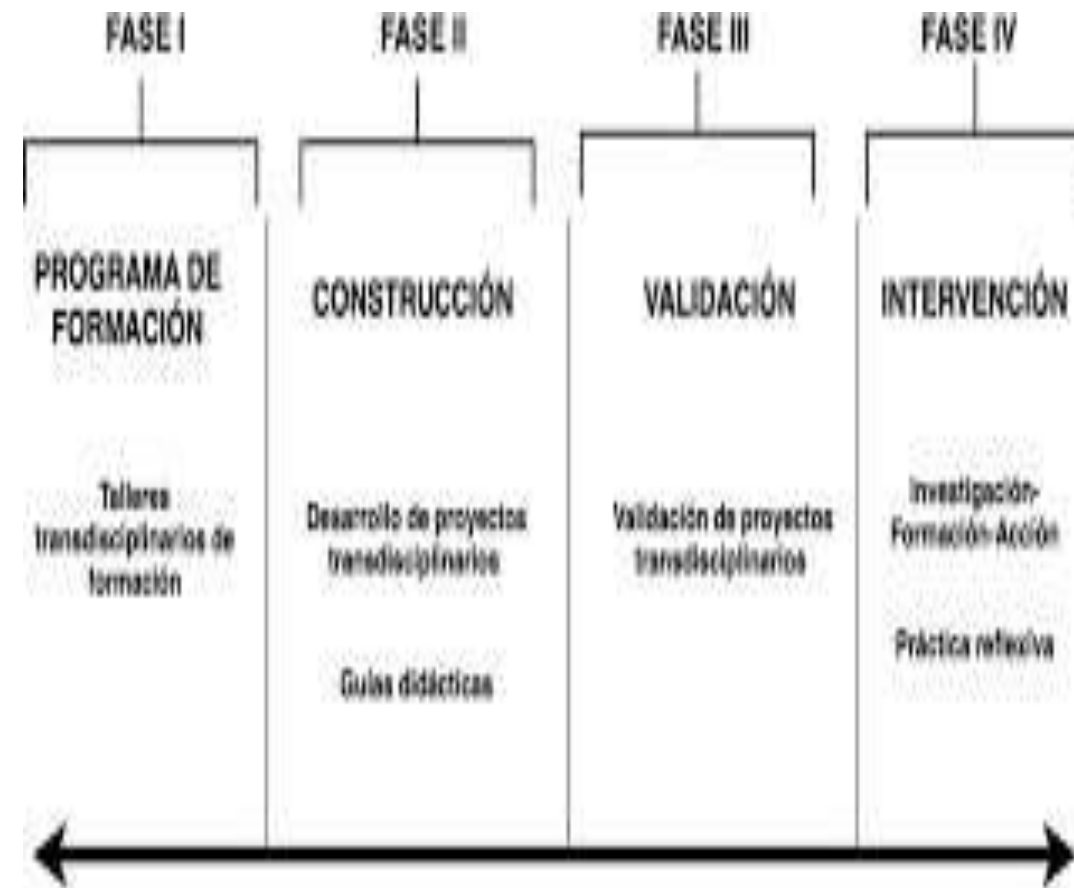 FASE I
FASE II
FASE III
FASE IV
PROGRAMA DE
FORMACIÓN
Talleres
transdisciplinarios de
formación
CONSTRUCCIÓN
Desarrollo de proyectos
transdisciplinarios
Guías didácticas
VALIDACIÓN
Validación de proyectos
transdisciplinarios
INTERVENCIÓN
Investigación-
Formación-Acción
Práctica reflexiva